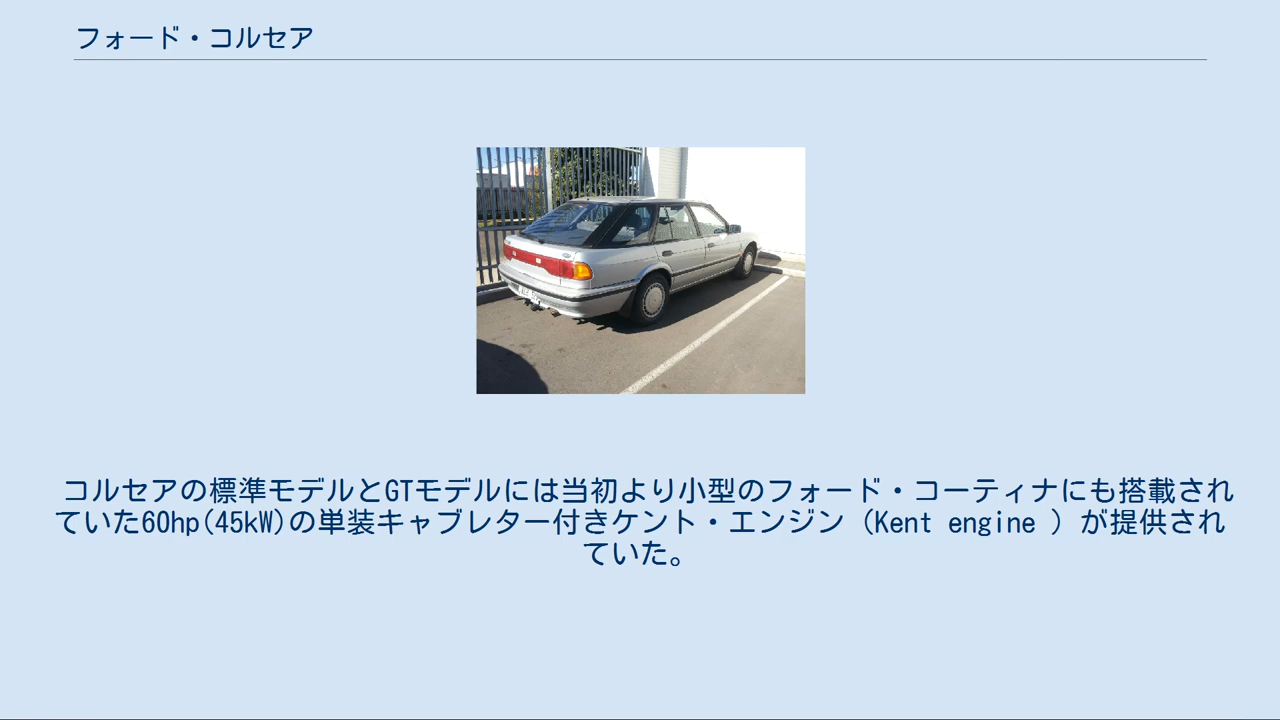 フォード・コルセア
コルセアの標準モデルとGTモデルには当初より小型のフォード・コーティナにも搭載され
ていた60hp(45kW)の単装キャブレター付きケント・エンジン (Kent engine ) が提供され
ていた。